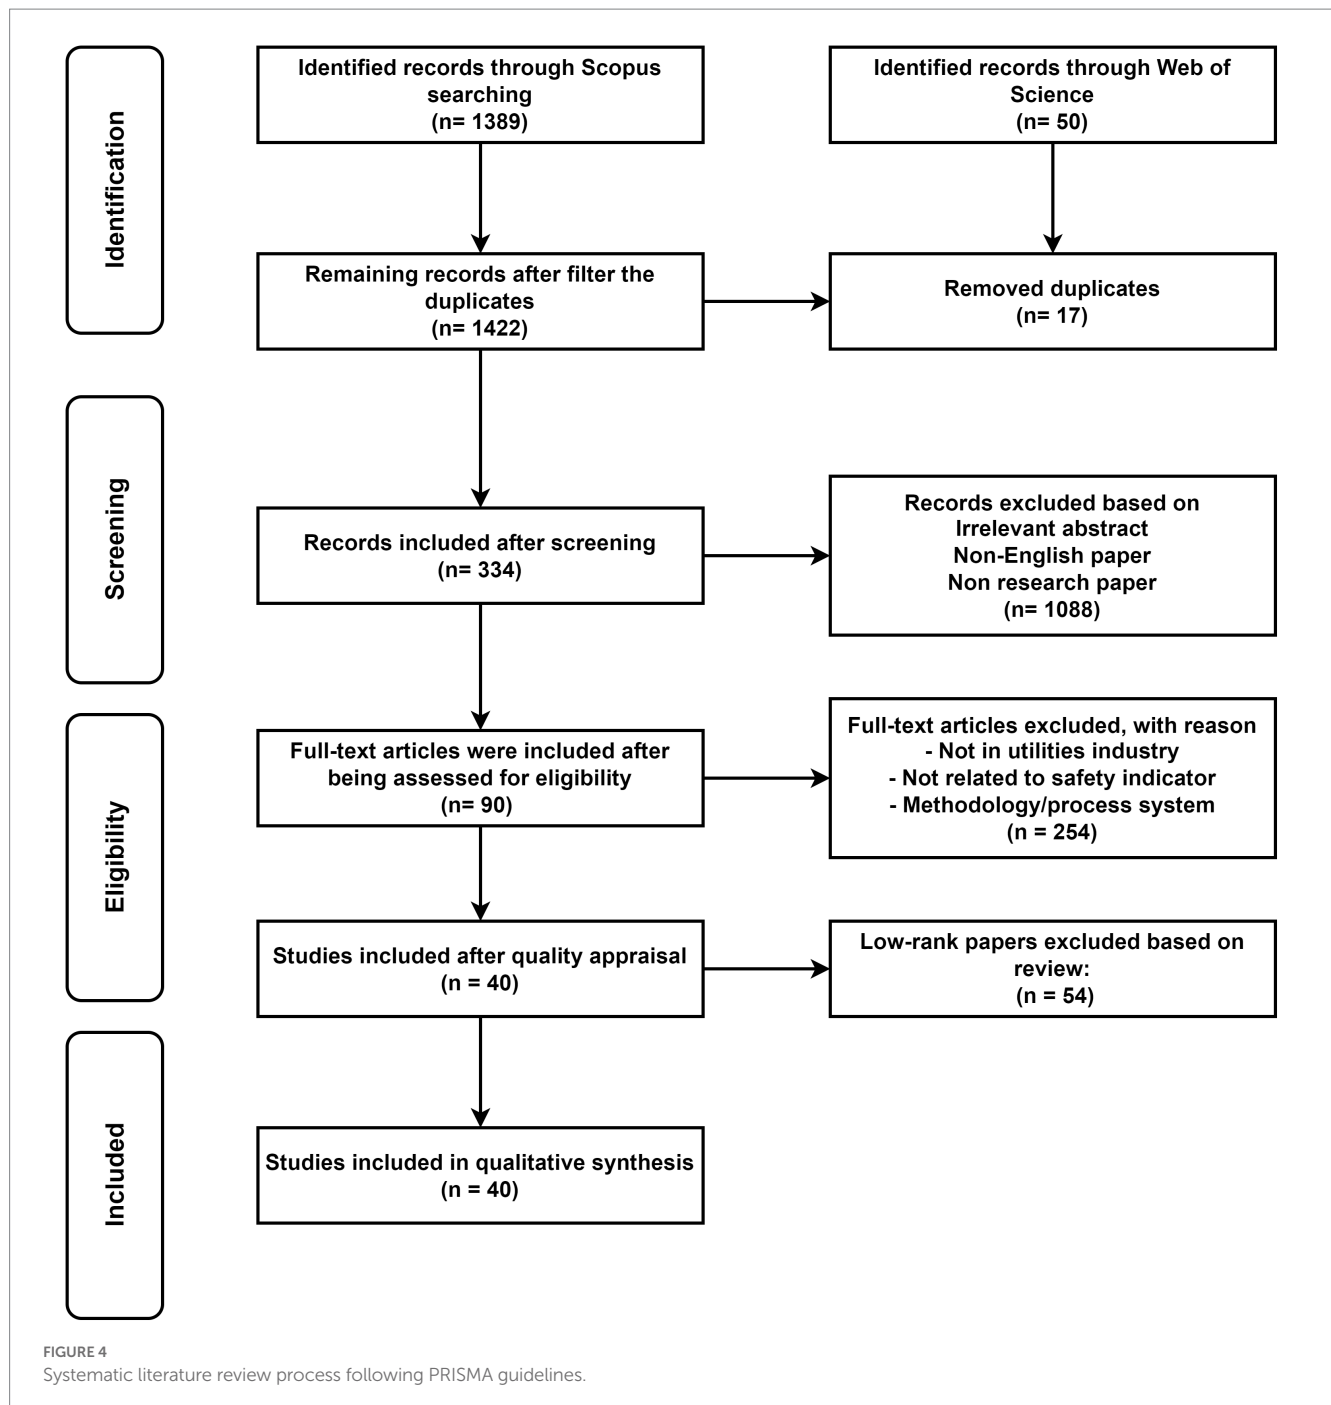 Identification
Identified records through Scopus
searching
(n= 1389)
Identified records through Web of
Science
(n= 50)
Remaining records after filter the
duplicates
(n= 1422)
Removed duplicates
(n= 17)
Screening
Records included after screening
(n= 334)
Records excluded based on
Irrelevant abstract
Non-English paper
Non research paper
(n= 1088)
Eligibility
Full-text articles were included after
being assessed for eligibility
(n= 90)
Full-text articles excluded, with reason
- Not in utilities industry
- Not related to safety indicator
- Methodology/process system
(n = 254)
Studies included after quality appraisal
(n = 40)
Low-rank papers excluded based on
review:
(n = 54)
Included
Studies included in qualitative synthesis
(n = 40)
FIGURE 4
Systematic literature review process following PRISMA guidelines.